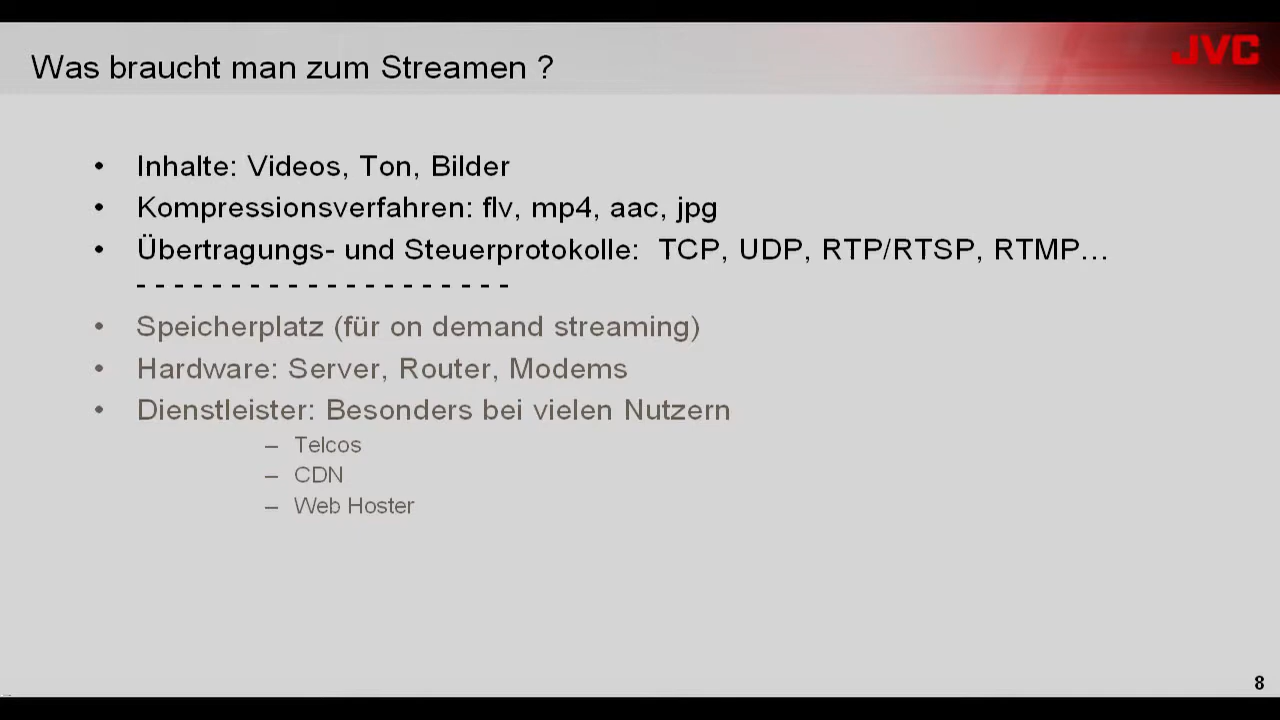 Was braucht man zum Streamen ?
JVC
• Inhalte: Videos, Ton, Bilder
• Kompressionsverfahren: flv, mp4, aac, jpg
• Übertragungs- und Steuerprotokolle:  TCP, UDP, RTP/RTSP, RTMP...
- - - - - - - - - - - - - - - - - - - -
• Speicherplatz (für on demand streaming)
• Hardware: Server, Router, Modems
• Dienstleister: Besonders bei vielen Nutzern
– Telcos
– CDN
– Web Hoster
8